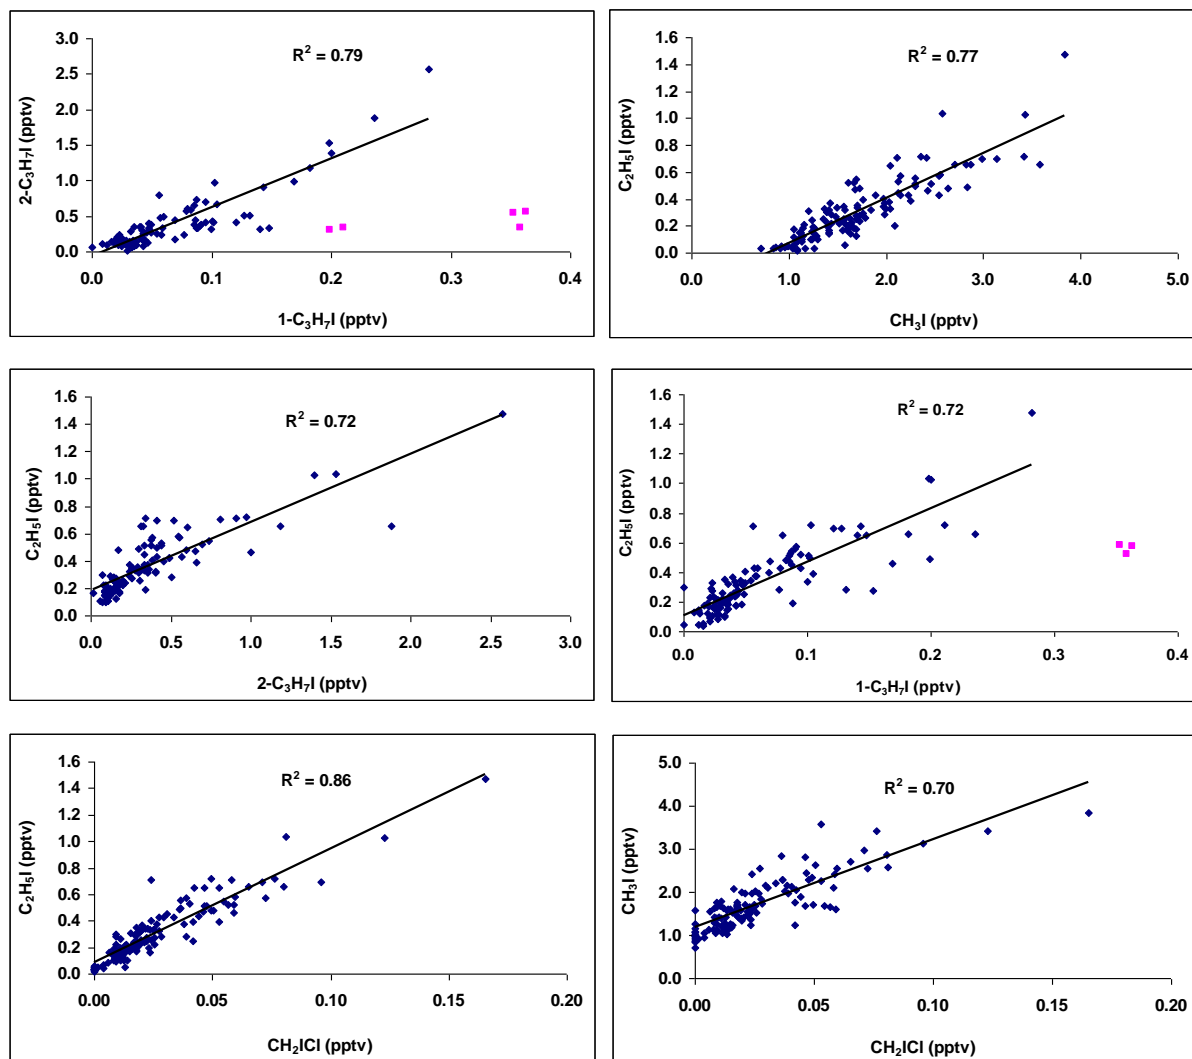 R² = 0.79
2-C₃H₇I (pptv)
3.0
2.5
2.0
1.5
1.0
0.5
0.0
0.0 0.1 0.2 0.3 0.4
1-C₃H₇I (pptv)
R² = 0.77
C₂H₅I (pptv)
1.6
1.4
1.2
1.0
0.8
0.6
0.4
0.2
0.0
0.0 1.0 2.0 3.0 4.0 5.0
CH₃I (pptv)
R² = 0.72
C₂H₅I (pptv)
1.6
1.4
1.2
1.0
0.8
0.6
0.4
0.2
0.0
0.0 0.5 1.0 1.5 2.0 2.5 3.0
2-C₃H₇I (pptv)
R² = 0.72
C₂H₅I (pptv)
1.6
1.4
1.2
1.0
0.8
0.6
0.4
0.2
0.0
0.0 0.1 0.2 0.3 0.4
1-C₃H₇I (pptv)
R² = 0.86
C₂H₅I (pptv)
1.6
1.4
1.2
1.0
0.8
0.6
0.4
0.2
0.0
0.00 0.05 0.10 0.15 0.20
CH₂ICl (pptv)
R² = 0.70
CH₃I (pptv)
5.0
4.0
3.0
2.0
1.0
0.0
0.00 0.05 0.10 0.15 0.20
CH₂ICl (pptv)